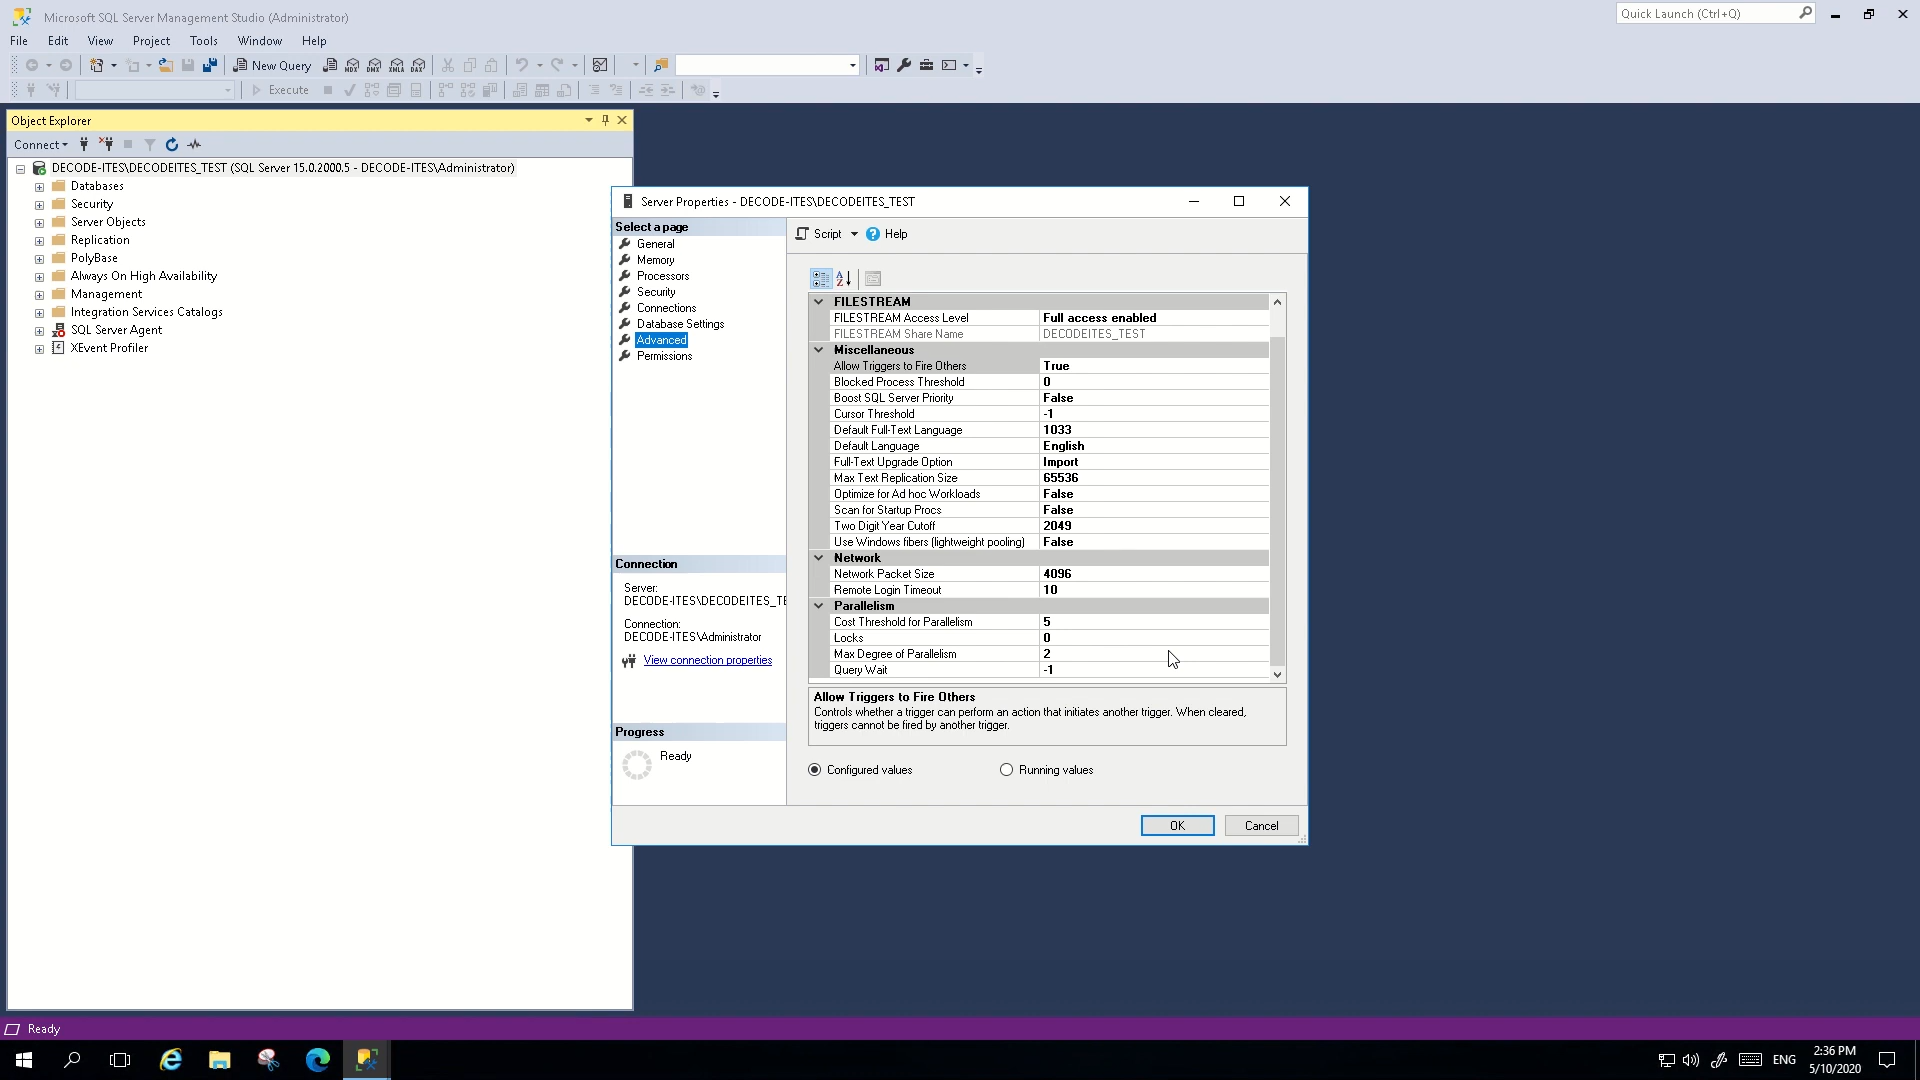 Microsoft SQL Server Management Studio (Administrator)
Quick Launch (Ctrl+Q)
File Edit View Project Tools Window Help
New Query
Execute
Object Explorer
Connect
DECODE-ITES\DECODEITES_TEST (SQL Server 15.0.2000.5 - DECODE-ITES\Administrator)
Databases
Security
Server Objects
Replication
PolyBase
Always On High Availability
Management
Integration Services Catalogs
SQL Server Agent
XEvent Profiler
Server Properties - DECODE-ITES\DECODEITES_TEST
Select a page
General
Memory
Processors
Security
Connections
Database Settings
Advanced
Permissions
Connection
Server:
DECODE-ITES\DECODEITES_TE
Connection:
DECODE-ITES\Administrator
View connection properties
Progress
Ready
Script Help
FILESTREAM
FILESTREAM Access Level Full access enabled
FILESTREAM Share Name DECODEITES_TEST
Miscellaneous
Allow Triggers to Fire Others True
Blocked Process Threshold 0
Boost SQL Server Priority False
Cursor Threshold -1
Default Full-Text Language 1033
Default Language English
Full-Text Upgrade Option Import
Max Text Replication Size 65536
Optimize for Ad hoc Workloads False
Scan for Startup Procs False
Two Digit Year Cutoff 2049
Use Windows fibers (lightweight pooling) False
Network
Network Packet Size 4096
Remote Login Timeout 10
Parallelism
Cost Threshold for Parallelism 5
Locks 0
Max Degree of Parallelism 2
Query Wait -1
Allow Triggers to Fire Others
Controls whether a trigger can perform an action that initiates another trigger. When cleared,
triggers cannot be fired by another trigger.
Configured values Running values
OK Cancel
Ready
ENG
2:36 PM
5/10/2020